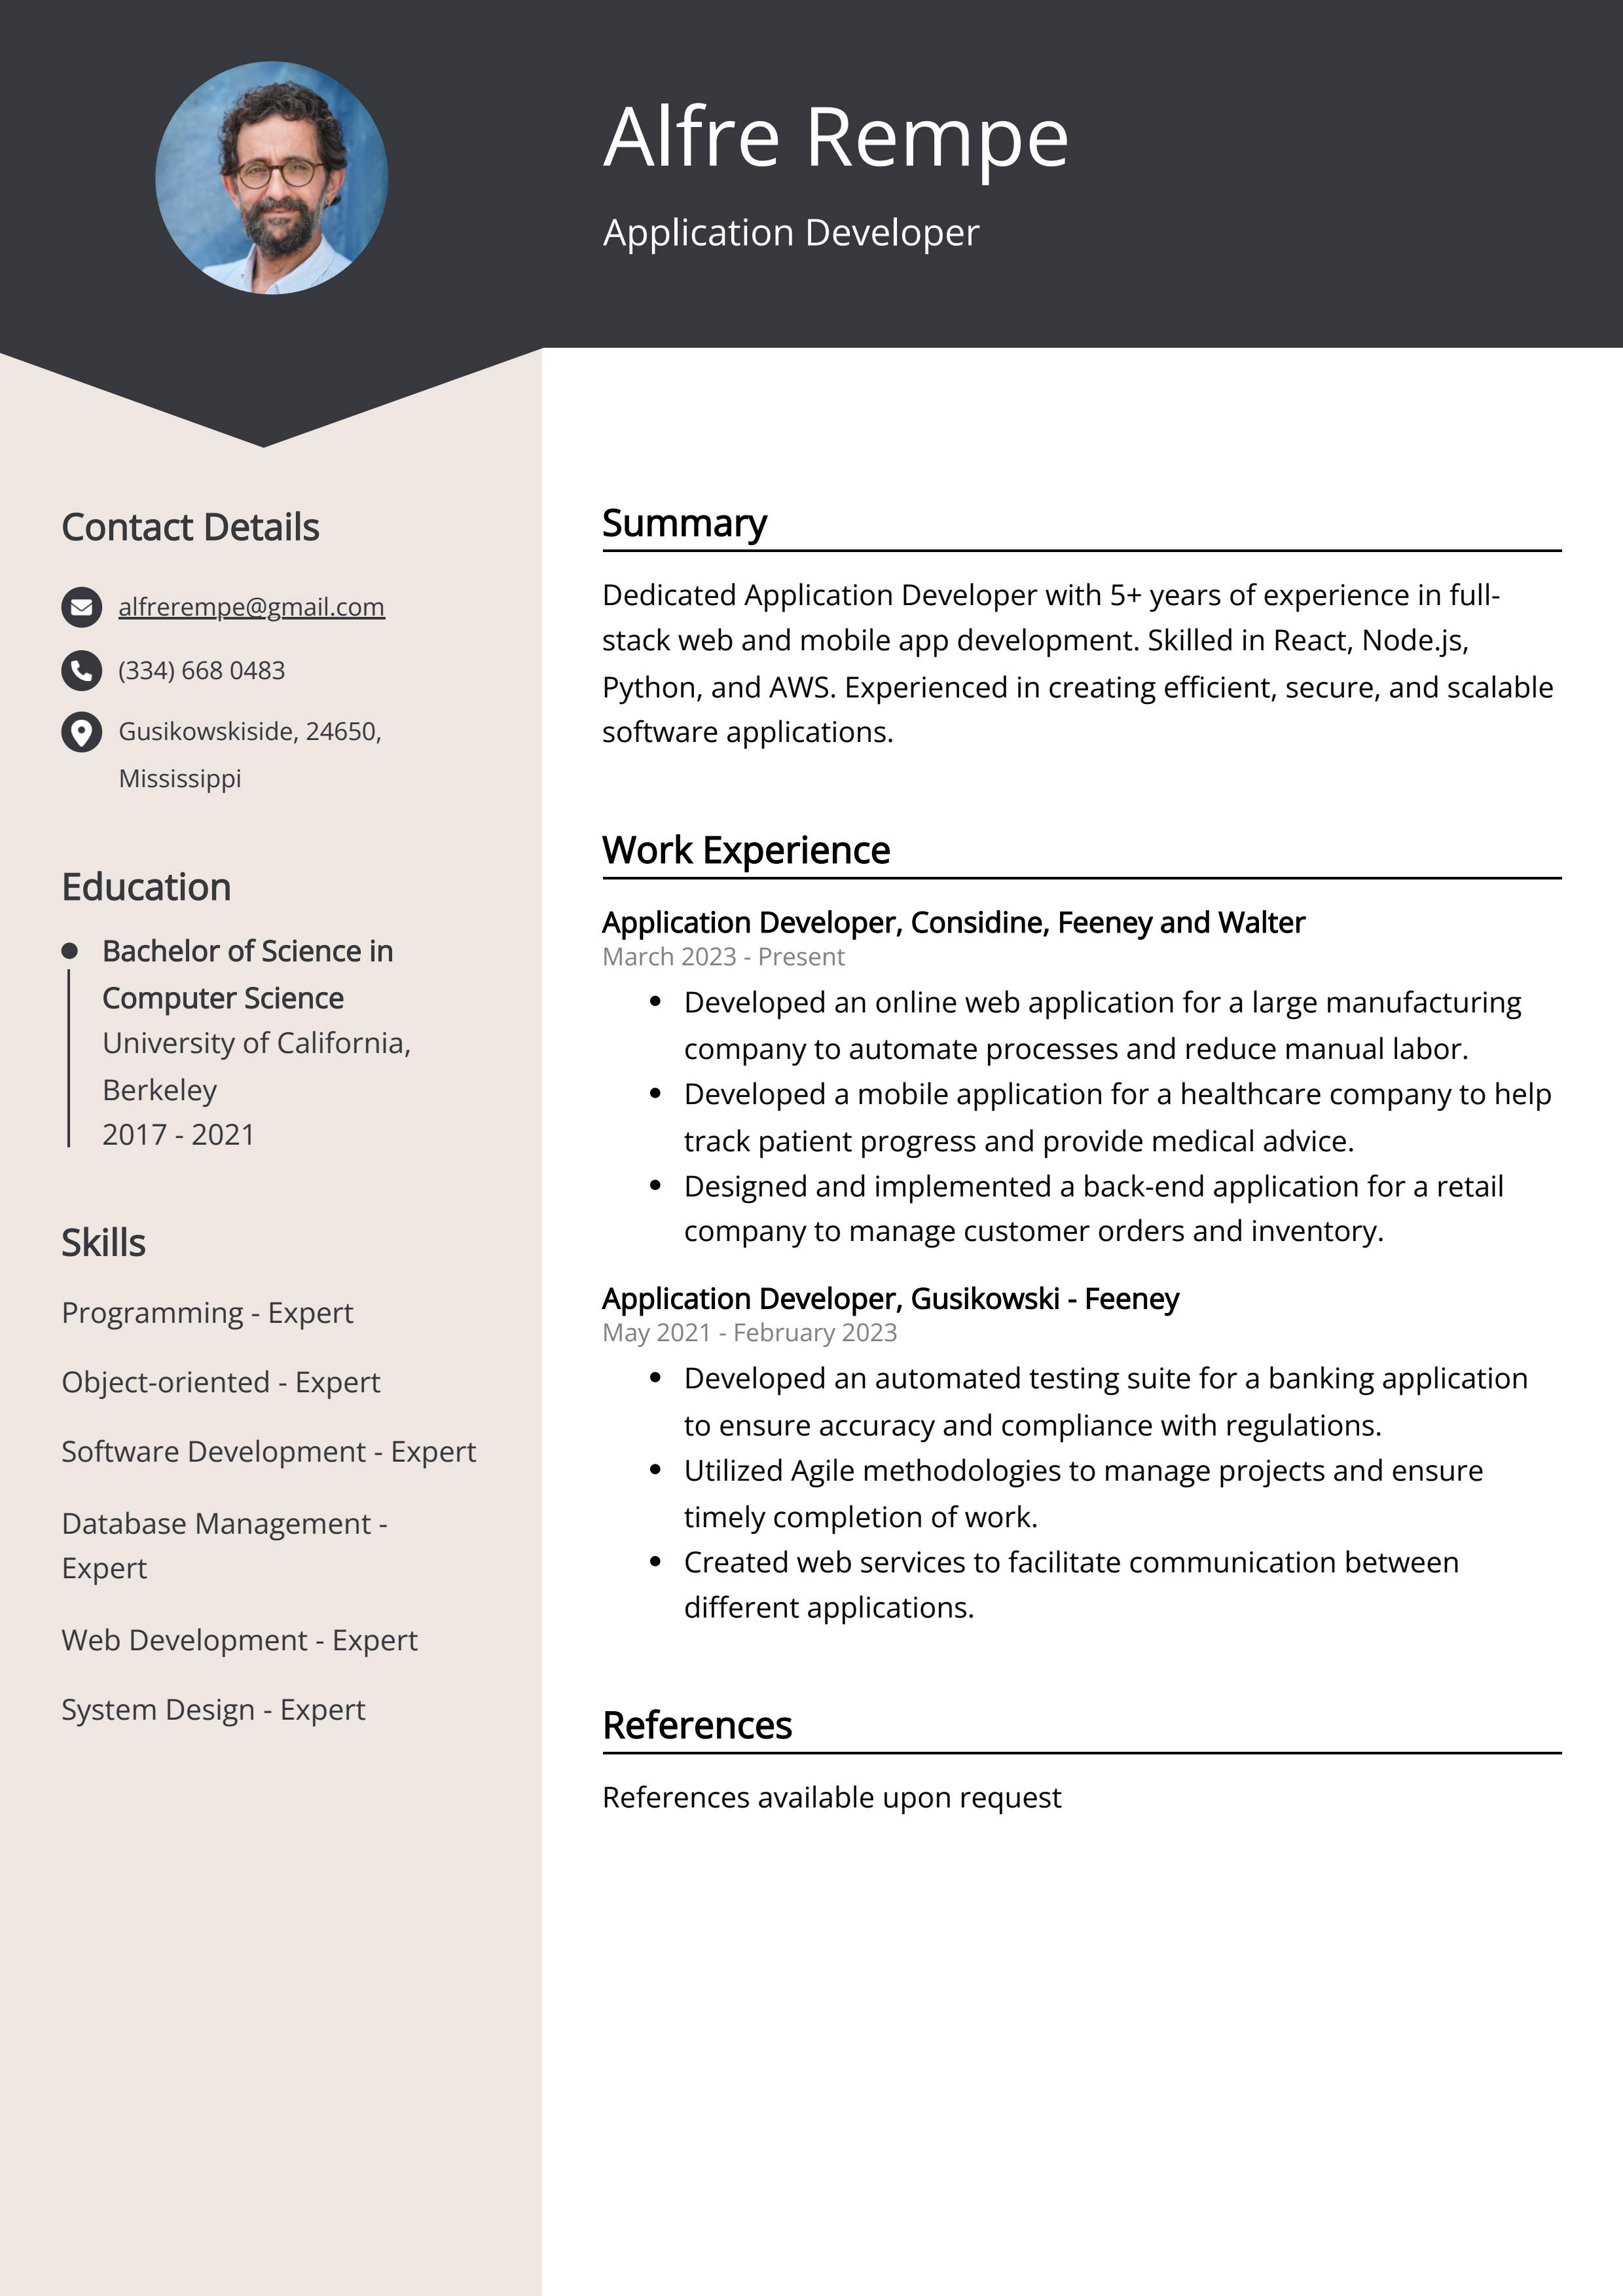 Alfre Rempe
Application Developer
Contact Details
alfrerempe@gmail.com
(334) 668 0483
Gusikowskiside, 24650,
Mississippi
Education
Bachelor of Science in
Computer Science
University of California,
Berkeley
2017 - 2021
Skills
Programming - Expert
Object-oriented - Expert
Software Development - Expert
Database Management -
Expert
Web Development - Expert
System Design - Expert
Summary
Dedicated Application Developer with 5+ years of experience in full-
stack web and mobile app development. Skilled in React, Node.js,
Python, and AWS. Experienced in creating efficient, secure, and scalable
software applications.
Work Experience
Application Developer, Considine, Feeney and Walter
March 2023 - Present
• Developed an online web application for a large manufacturing
company to automate processes and reduce manual labor.
• Developed a mobile application for a healthcare company to help
track patient progress and provide medical advice.
• Designed and implemented a back-end application for a retail
company to manage customer orders and inventory.
Application Developer, Gusikowski - Feeney
May 2021 - February 2023
• Developed an automated testing suite for a banking application
to ensure accuracy and compliance with regulations.
• Utilized Agile methodologies to manage projects and ensure
timely completion of work.
• Created web services to facilitate communication between
different applications.
References
References available upon request